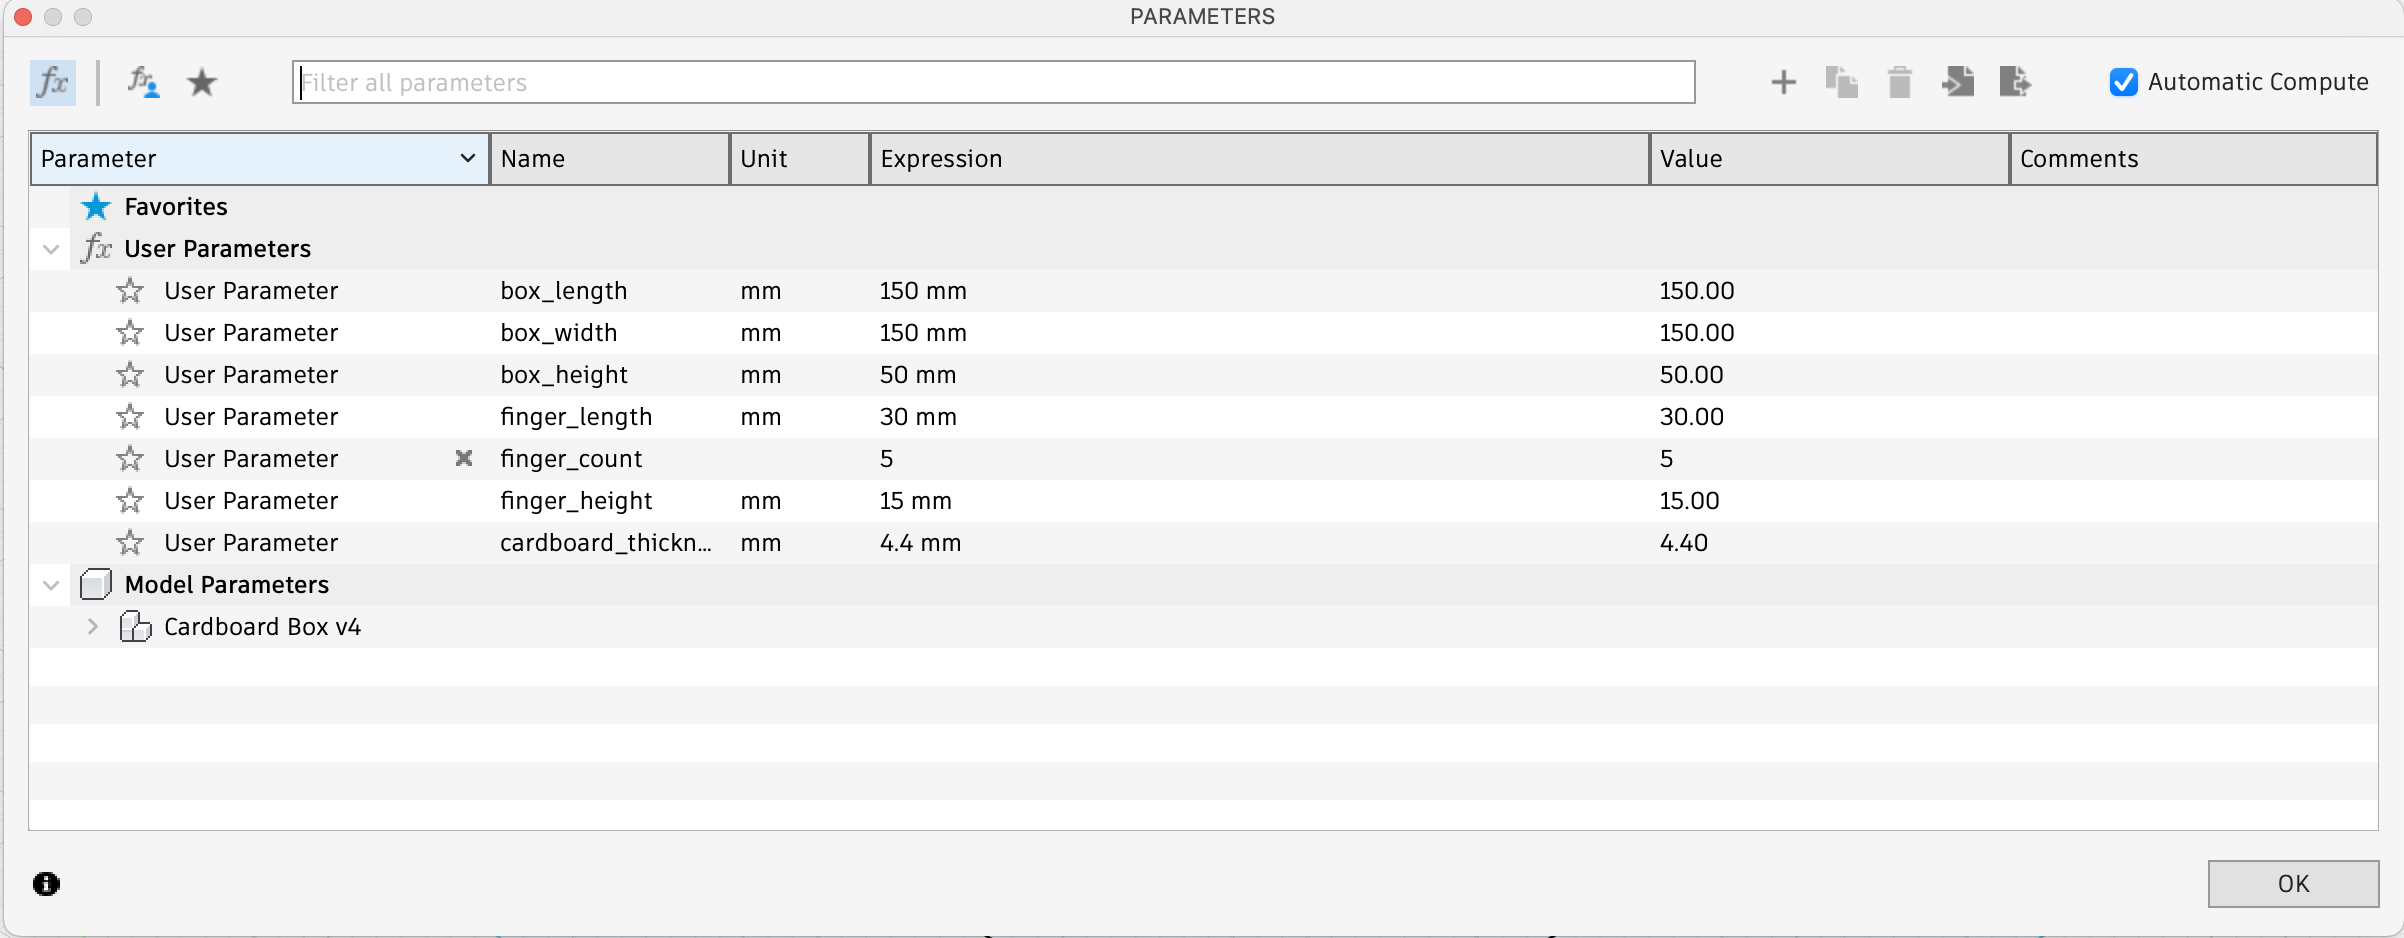 PARAMETERS
fx fx Filter all parameters Automatic Compute
Parameter Name Unit Expression Value Comments
Favorites
fx User Parameters
User Parameter box_length mm 150 mm 150.00
User Parameter box_width mm 150 mm 150.00
User Parameter box_height mm 50 mm 50.00
User Parameter finger_length mm 30 mm 30.00
User Parameter finger_count 5 5
User Parameter finger_height mm 15 mm 15.00
User Parameter cardboard_thickn... mm 4.4 mm 4.40
Model Parameters
Cardboard Box v4
OK